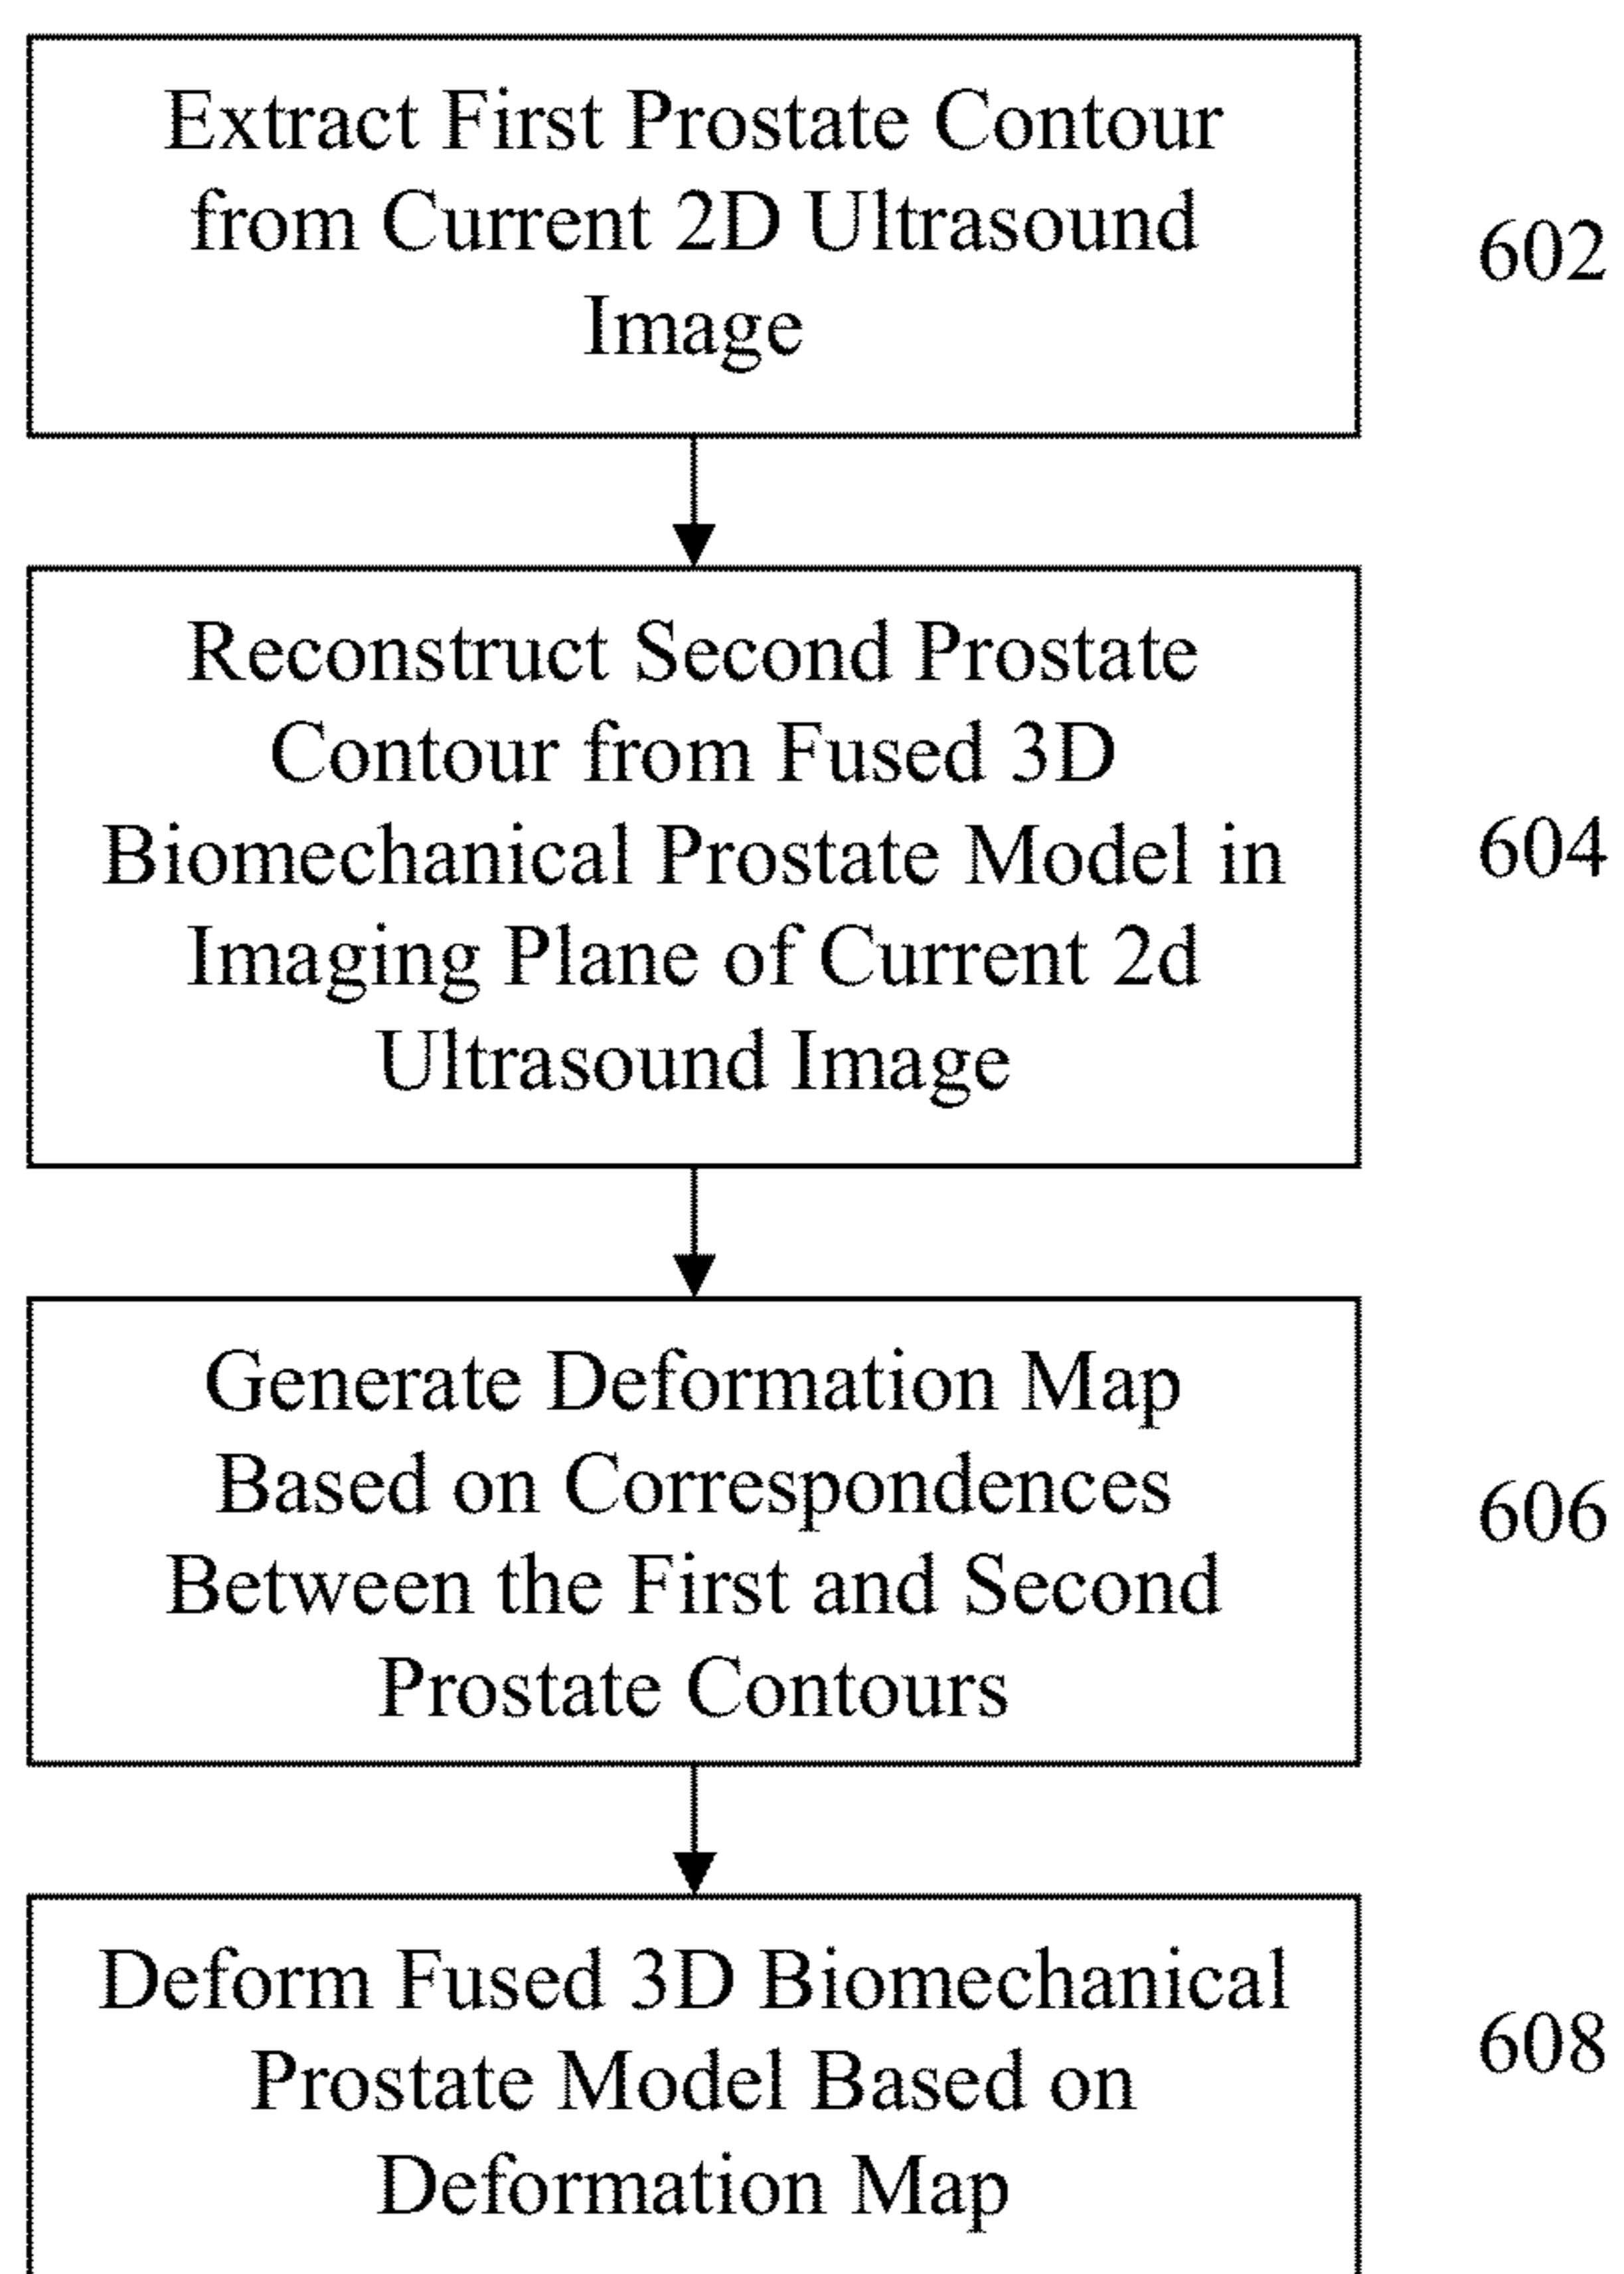 Extract First Prostate Contour
from Current 2D Ultrasound
Image
602
Reconstruct Second Prostate
Contour from Fused 3D
Biomechanical Prostate Model in
Imaging Plane of Current 2d
Ultrasound Image
604
Generate Deformation Map
Based on Correspondences
Between the First and Second
Prostate Contours
606
Deform Fused 3D Biomechanical
Prostate Model Based on
Deformation Map
608